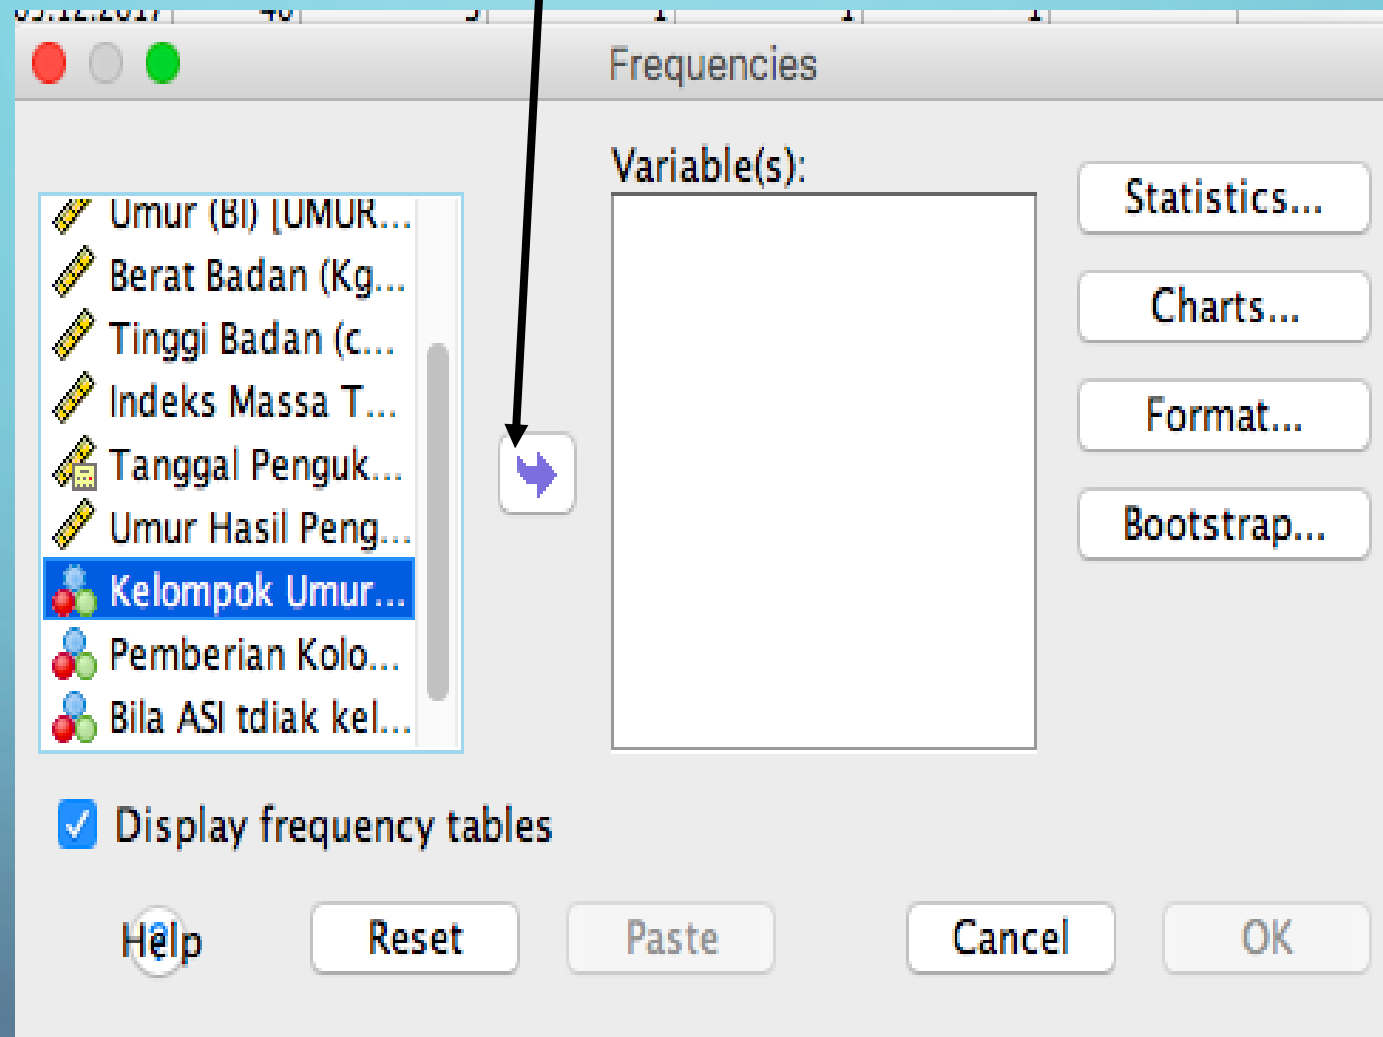 Frequencies
Variable(s):
Umur (Bl) [UMUR...
Berat Badan (Kg...
Tinggi Badan (c...
Indeks Massa T...
Tanggal Penguk...
Umur Hasil Peng...
Kelompok Umur...
Pemberian Kolo...
Bila ASI tdiak kel...
Statistics...
Charts...
Format...
Bootstrap...
Display frequency tables
Help
Reset
Paste
Cancel
OK